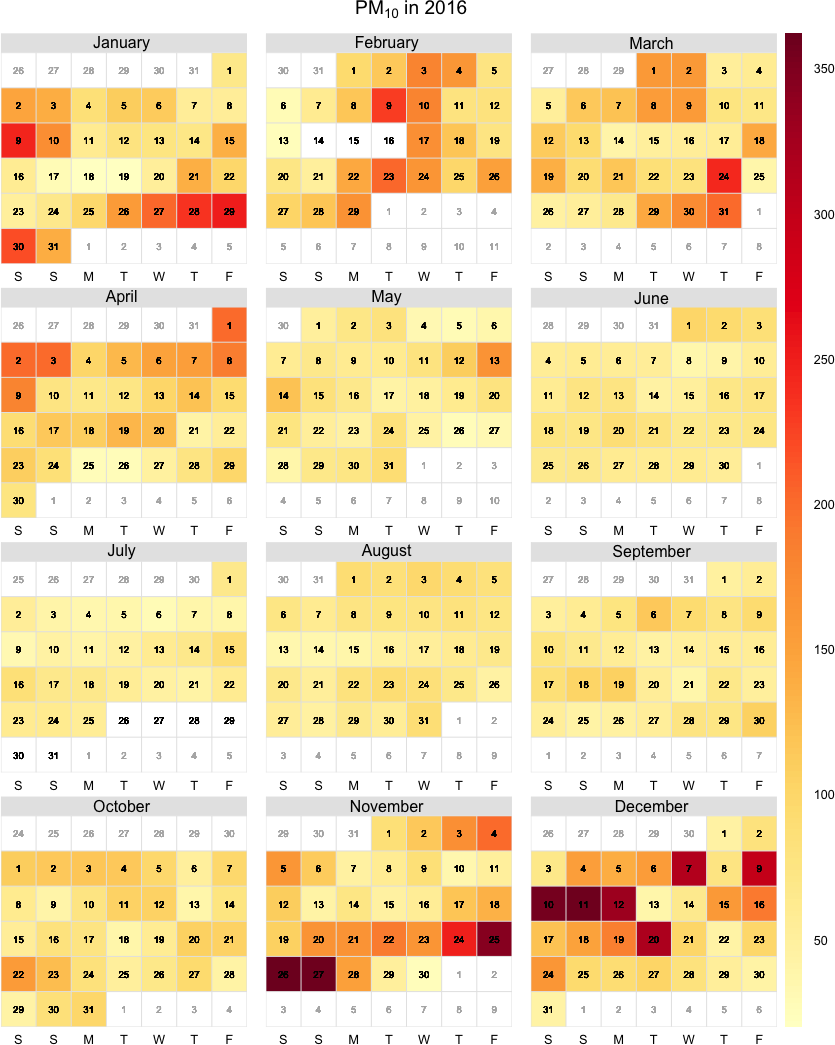 PM10 in 2016
January February March
26 27 28 29 30 31 1 30 31 1 2 3 4 5 27 28 29 1 2 3 4
2 3 4 5 6 7 8 6 7 8 9 10 11 12 5 6 7 8 9 10 11
9 10 11 12 13 14 15 13 14 15 16 17 18 19 12 13 14 15 16 17 18
16 17 18 19 20 21 22 20 21 22 23 24 25 26 19 20 21 22 23 24 25
23 24 25 26 27 28 29 27 28 29 1 2 3 4 26 27 28 29 30 31 1
30 31 1 2 3 4 5 5 6 7 8 9 10 11 2 3 4 5 6 7 8
S S M T W T F S S M T W T F S S M T W T F
April May June
26 27 28 29 30 31 1 30 1 2 3 4 5 6 28 29 30 31 1 2 3
2 3 4 5 6 7 8 7 8 9 10 11 12 13 4 5 6 7 8 9 10
9 10 11 12 13 14 15 14 15 16 17 18 19 20 11 12 13 14 15 16 17
16 17 18 19 20 21 22 21 22 23 24 25 26 27 18 19 20 21 22 23 24
23 24 25 26 27 28 29 28 29 30 31 1 2 3 25 26 27 28 29 30 1
30 1 2 3 4 5 6 4 5 6 7 8 9 10 2 3 4 5 6 7 8
S S M T W T F S S M T W T F S S M T W T F
July August September
25 26 27 28 29 30 1 30 31 1 2 3 4 5 27 28 29 30 31 1 2
2 3 4 5 6 7 8 6 7 8 9 10 11 12 3 4 5 6 7 8 9
9 10 11 12 13 14 15 13 14 15 16 17 18 19 10 11 12 13 14 15 16
16 17 18 19 20 21 22 20 21 22 23 24 25 26 17 18 19 20 21 22 23
23 24 25 26 27 28 29 27 28 29 30 31 1 2 24 25 26 27 28 29 30
30 31 1 2 3 4 5 3 4 5 6 7 8 9 1 2 3 4 5 6 7
S S M T W T F S S M T W T F S S M T W T F
October November December
24 25 26 27 28 29 30 29 30 31 1 2 3 4 26 27 28 29 30 1 2
1 2 3 4 5 6 7 5 6 7 8 9 10 11 3 4 5 6 7 8 9
8 9 10 11 12 13 14 12 13 14 15 16 17 18 10 11 12 13 14 15 16
15 16 17 18 19 20 21 19 20 21 22 23 24 25 17 18 19 20 21 22 23
22 23 24 25 26 27 28 26 27 28 29 30 1 2 24 25 26 27 28 29 30
29 30 31 1 2 3 4 3 4 5 6 7 8 9 31 1 2 3 4 5 6
S S M T W T F S S M T W T F S S M T W T F
350
300
250
200
150
100
50